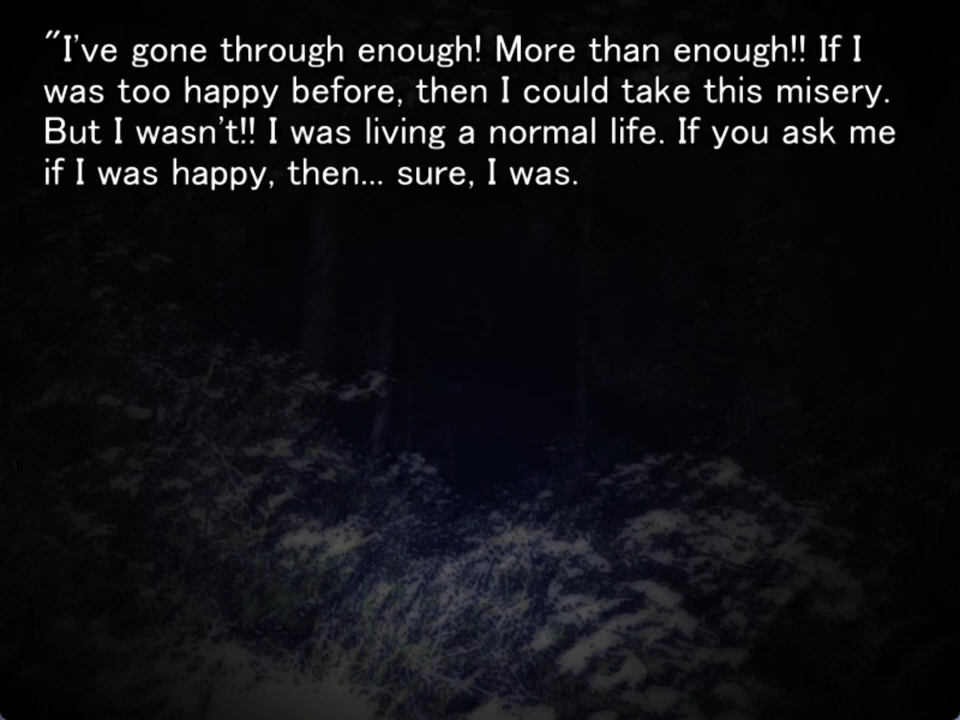 "I've gone through enough! More than enough!! If I
was too happy before, then I could take this misery.
But I wasn't!! I was living a normal life. If you ask me
if I was happy, then... sure, I was.